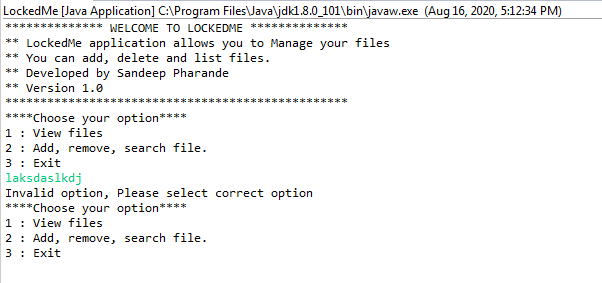 LockedMe [Java Application] C:\Program Files\Java\jdk1.8.0_101\bin\javaw.exe (Aug 16, 2020, 5:12:34 PM)
************** WELCOME TO LOCKEDME **************
** LockedMe application allows you to Manage your files
** You can add, delete and list files.
** Developed by Sandeep Pharande
** Version 1.0
*************************************************
****Choose your option****
1 : View files
2 : Add, remove, search file.
3 : Exit
laksdaslkdj
Invalid option, Please select correct option
****Choose your option****
1 : View files
2 : Add, remove, search file.
3 : Exit